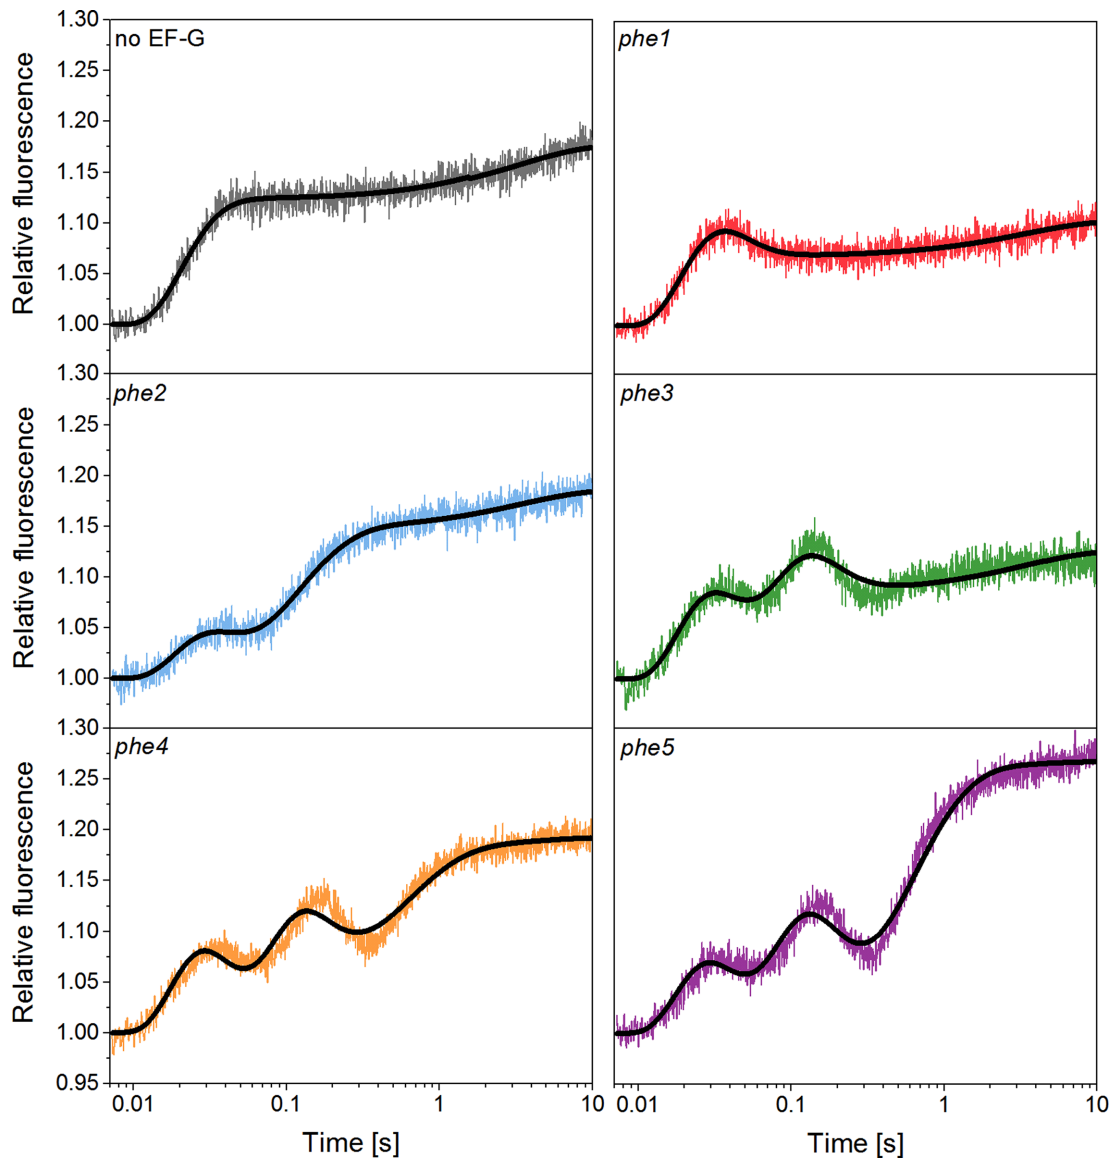 1.30
no EF-G
phe1
1.25
1.20
1.15
1.10
1.05
1.00
Relative fluorescence
1.30
phe2
phe3
1.25
1.20
1.15
1.10
1.05
1.00
Relative fluorescence
1.30
phe4
phe5
1.25
1.20
1.15
1.10
1.05
1.00
0.95
Relative fluorescence
0.01 0.1 1 10
0.01 0.1 1 10
Time [s]
Time [s]